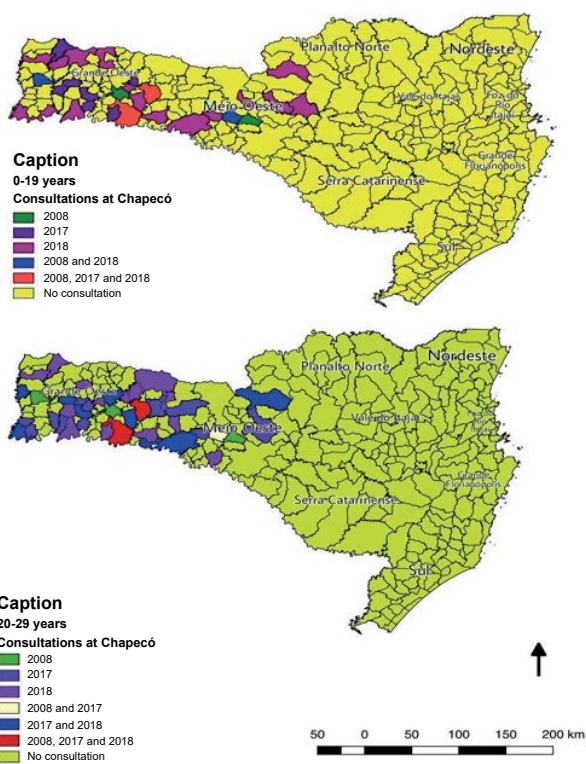 Planalto Norte
Nordeste
Grande Oeste
Meio Oeste
Vale do Itajaí
Foz do
Rio
Itajaí
Grande
Florianópolis
Serra Catarinense
Sul
Caption
0-19 years
Consultations at Chapecó
2008
2017
2018
2008 and 2018
2008, 2017 and 2018
No consultation
Planalto Norte
Nordeste
Grande Oeste
Meio Oeste
Vale do Itajaí
Grande
Florianópolis
Serra Catarinense
Sul
Caption
20-29 years
Consultations at Chapecó
2008
2017
2018
2008 and 2017
2017 and 2018
2008, 2017 and 2018
No consultation
50 0 50 100 150 200 km